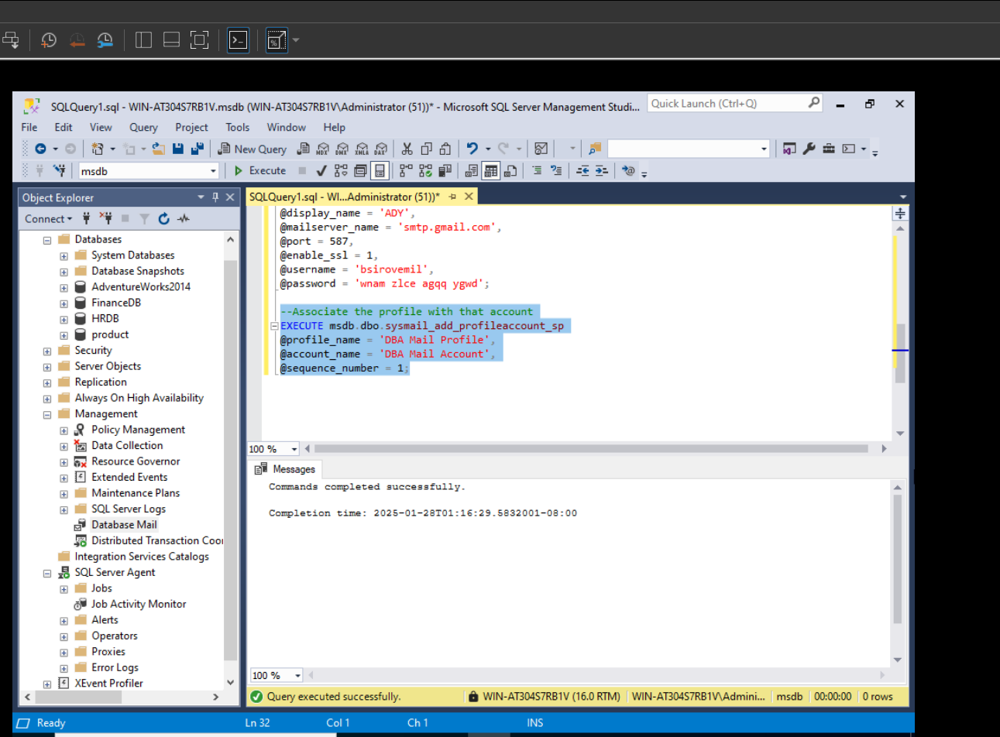 SQLQuery1.sql - WIN-AT304S7RB1V.msdb (WIN-AT304S7RB1V\Administrator (51))* - Microsoft SQL Server Management Studi...
Quick Launch (Ctrl+Q)
File Edit View Query Project Tools Window Help
New Query MDX DMX XMLA DAX
msdb Execute
Object Explorer
Connect
Databases
System Databases
Database Snapshots
AdventureWorks2014
FinanceDB
HRDB
product
Security
Server Objects
Replication
Always On High Availability
Management
Policy Management
Data Collection
Resource Governor
Extended Events
Maintenance Plans
SQL Server Logs
Database Mail
Distributed Transaction Coor
Integration Services Catalogs
SQL Server Agent
Jobs
Job Activity Monitor
Alerts
Operators
Proxies
Error Logs
XEvent Profiler
SQLQuery1.sql - WI...Administrator (51))*
@display_name = 'ADY',
@mailserver_name = 'smtp.gmail.com',
@port = 587,
@enable_ssl = 1,
@username = 'bsirovemil',
@password = 'wnam zlce agqq ygwd';
--Associate the profile with that account
EXECUTE msdb.dbo.sysmail_add_profileaccount_sp
@profile_name = 'DBA Mail Profile',
@account_name = 'DBA Mail Account',
@sequence_number = 1;
100 %
Messages
Commands completed successfully.
Completion time: 2025-01-28T01:16:29.5832001-08:00
100 %
Query executed successfully. WIN-AT304S7RB1V (16.0 RTM) WIN-AT304S7RB1V\Admini... msdb 00:00:00 0 rows
Ready Ln 32 Col 1 Ch 1 INS